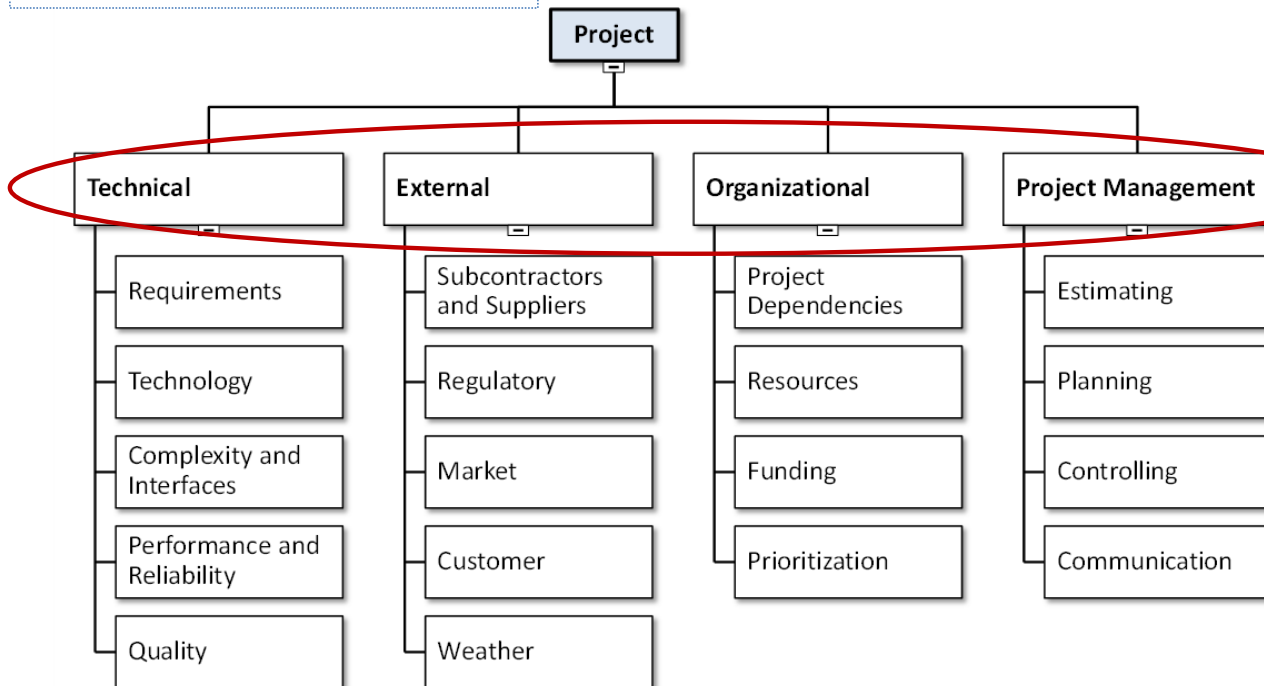 Project
Technical
External
Organizational
Project Management
Requirements
Subcontractors
and Suppliers
Project
Dependencies
Estimating
Technology
Regulatory
Resources
Planning
Complexity and
Interfaces
Market
Funding
Controlling
Performance and
Reliability
Customer
Prioritization
Communication
Quality
Weather